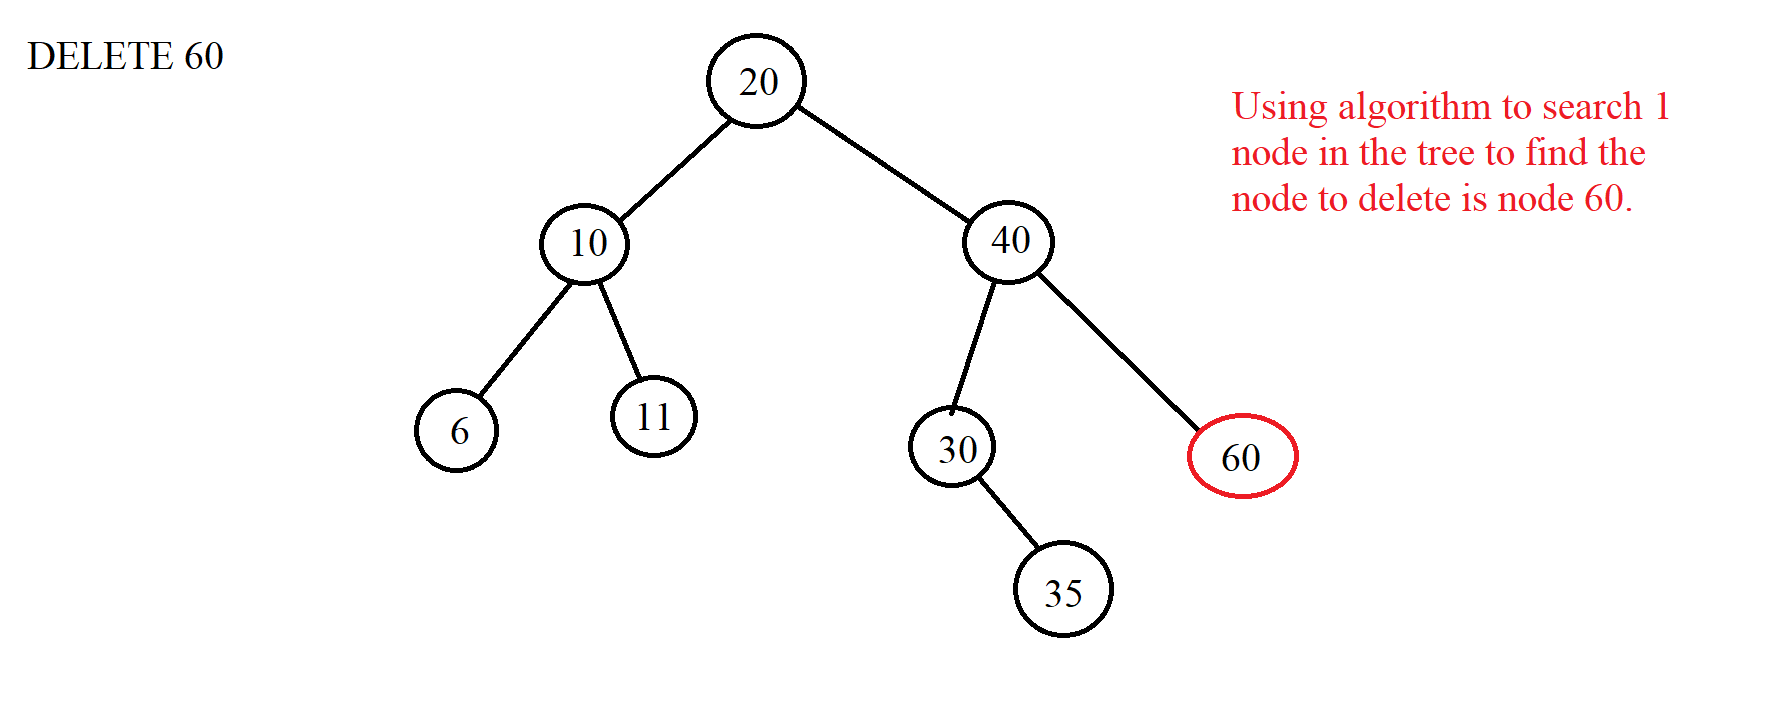 DELETE 60
20
Using algorithm to search 1
node in the tree to find the
node to delete is node 60.
10
40
6
11
30
60
35